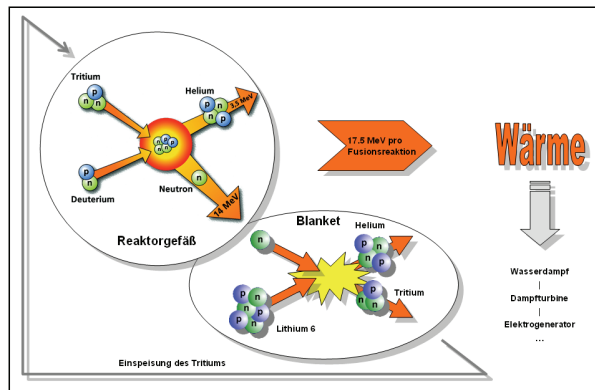 Tritium
Helium
p
n n
p n
n p
3,5 MeV
p
n
Deuterium
Neutron
n
14 MeV
Reaktorgefäß
17.5 MeV pro
Fusionsreaktion
Wärme
Blanket
n
Helium
p n
n p
p
n n
Tritium
n
p
n
p
n
Lithium 6
Wasserdampf
Dampfturbine
Elektrogenerator
...
Einspeisung des Tritiums